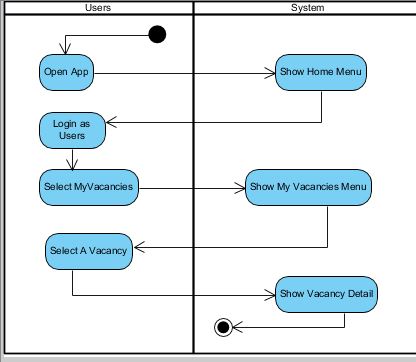 Users
System
Open App
Show Home Menu
Login as
Users
Select MyVacancies
Show My Vacancies Menu
Select A Vacancy
Show Vacancy Detail